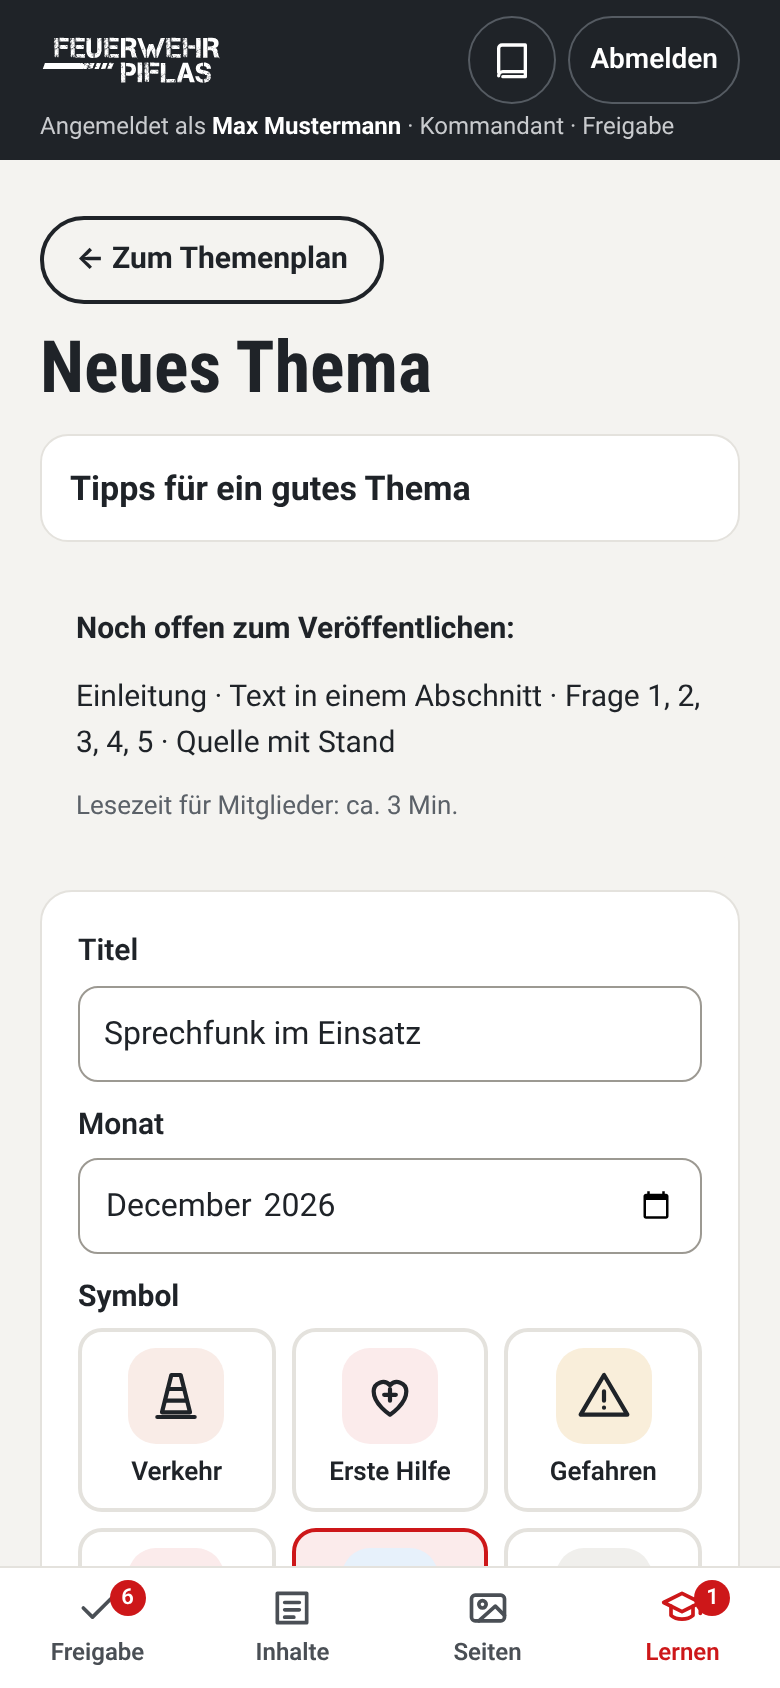 FEUERWEHR
PIFLAS
Abmelden
Angemeldet als Max Mustermann · Kommandant · Freigabe
← Zum Themenplan
Neues Thema
Tipps für ein gutes Thema
Noch offen zum Veröffentlichen:
Einleitung · Text in einem Abschnitt · Frage 1, 2,
3, 4, 5 · Quelle mit Stand
Lesezeit für Mitglieder: ca. 3 Min.
Titel
Sprechfunk im Einsatz
Monat
December 2026
Symbol
Verkehr Erste Hilfe Gefahren
6 1
Freigabe Inhalte Seiten Lernen